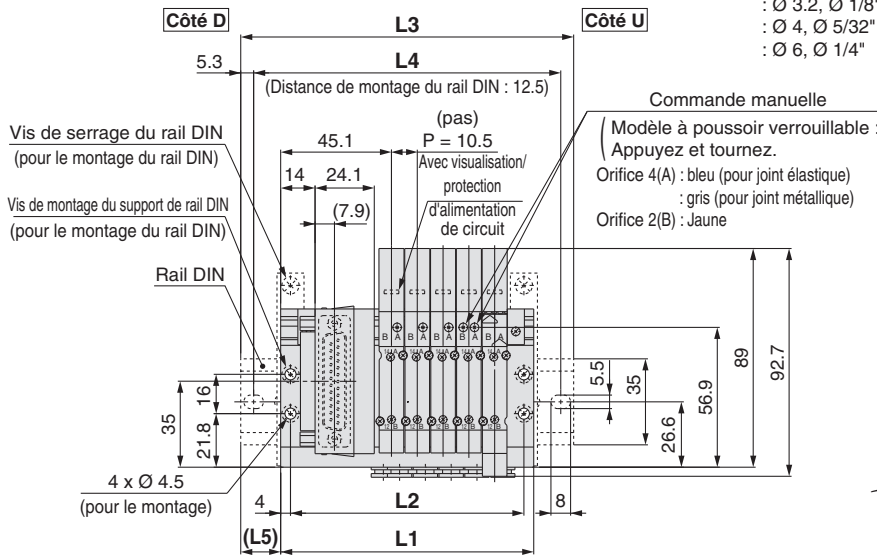 Côté D
L3
Côté U
: Ø 3.2, Ø 1/8"
: Ø 4, Ø 5/32"
: Ø 6, Ø 1/4"
5.3
L4
(Distance de montage du rail DIN : 12.5)
(pas)
P = 10.5
45.1
14
24.1
(7.9)
Avec visualisation/
protection
d'alimentation
de circuit
Commande manuelle
Modèle à poussoir verrouillable :
Appuyez et tournez.
Orifice 4(A) : bleu (pour joint élastique)
: gris (pour joint métallique)
Orifice 2(B) : Jaune
Vis de serrage du rail DIN
(pour le montage du rail DIN)
Vis de montage du support de rail DIN
(pour le montage du rail DIN)
Rail DIN
B A B A B A B A B A
35
16
21.8
5.5
35
26.6
56.9
89
92.7
4 x Ø 4.5
(pour le montage)
4
L2
8
(L5)
L1